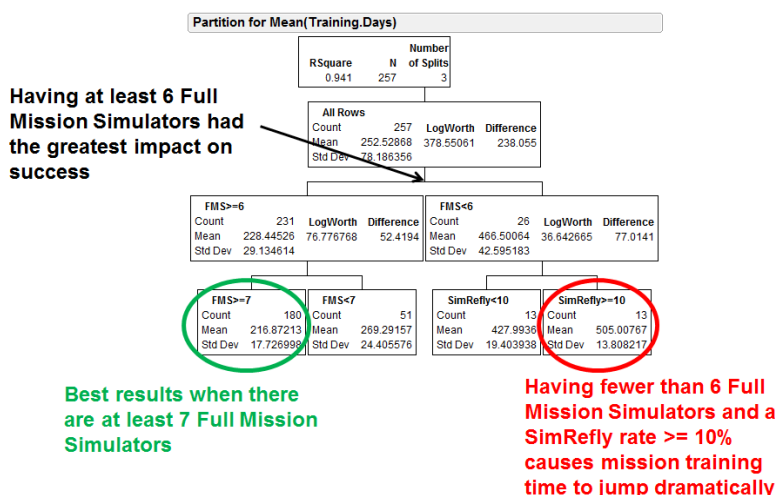 Partition for Mean(Training.Days)
Number
RSquare N of Splits
0.941 257 3
Having at least 6 Full
Mission Simulators had
the greatest impact on
success
All Rows
Count 257 LogWorth Difference
Mean 252.52868 378.55061 238.055
Std Dev 78.186356
FMS>=6
Count 231 LogWorth Difference
Mean 228.44526 76.776768 52.4194
Std Dev 29.134614
FMS<6
Count 26 LogWorth Difference
Mean 466.50064 36.642665 77.0141
Std Dev 42.595183
FMS>=7
Count 180
Mean 216.87213
Std Dev 17.726998
FMS<7
Count 51
Mean 269.29157
Std Dev 24.405576
SimRefly<10
Count 13
Mean 427.9936
Std Dev 19.403938
SimRefly>=10
Count 13
Mean 505.00767
Std Dev 13.808217
Best results when there
are at least 7 Full Mission
Simulators
Having fewer than 6 Full
Mission Simulators and a
SimRefly rate >= 10%
causes mission training
time to jump dramatically